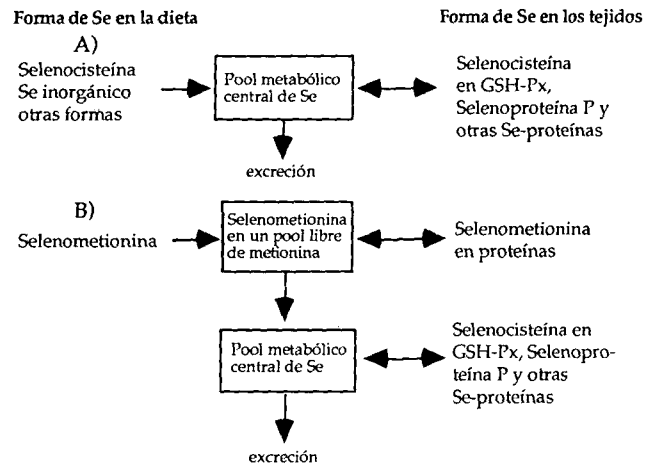 Forma de Se en la dieta
Forma de Se en los tejidos
A)
Selenocisteína
Se inorgánico
otras formas
Pool metabólico
central de Se
Selenocisteína
en GSH-Px,
Selenoproteína P y
otras Se-proteínas
excreción
B)
Selenometionina
Selenometionina
en un pool libre
de metionina
Selenometionina
en proteínas
Pool metabólico
central de Se
Selenocisteína en
GSH-Px, Selenopro-
teína P y otras
Se-proteínas
excreción